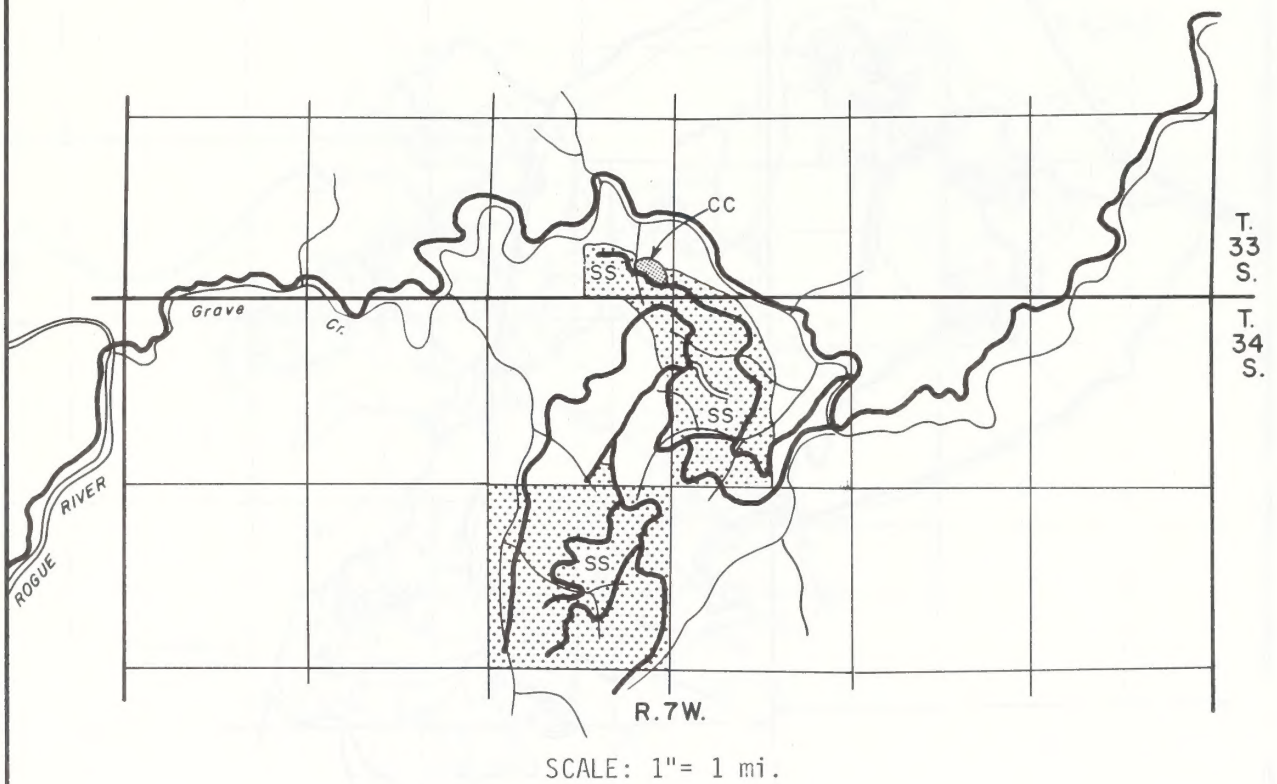 CC
T.
33
S.
SS
Grave
Cr.
T.
34
S.
SS
ROGUE RIVER
SS
R.7W.
SCALE: 1"= 1 mi.